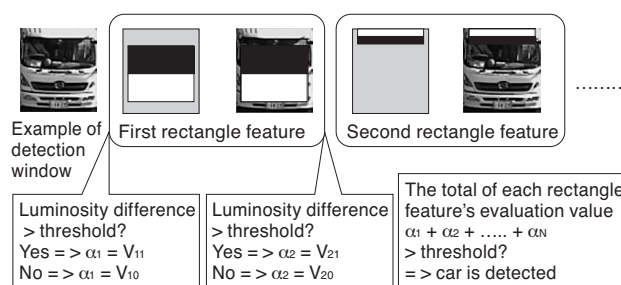 Example of
detection
window
First rectangle feature
Second rectangle feature
........
Luminosity difference
> threshold?
Yes = > α1 = V11
No = > α1 = V10
Luminosity difference
> threshold?
Yes = > α2 = V21
No = > α2 = V20
The total of each rectangle
feature's evaluation value
α1 + α2 + ..... + αN
> threshold?
= > car is detected